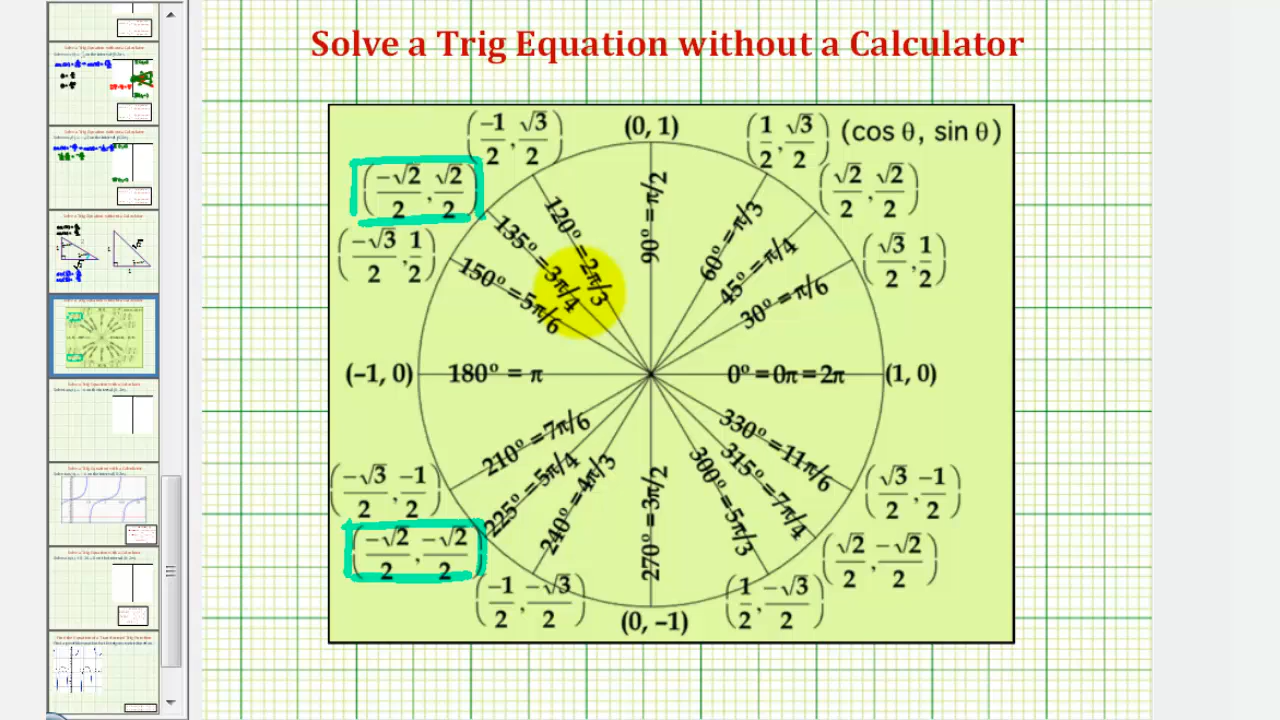 Solve a Trig Equation without a Calculator
(cos θ, sin θ)
(0, 1)
(1/2, √3/2)
(√2/2, √2/2)
(√3/2, 1/2)
(1, 0)
(√3/2, −1/2)
(√2/2, −√2/2)
(1/2, −√3/2)
(0, –1)
(−1/2, −√3/2)
(−√2/2, −√2/2)
(−√3/2, −1/2)
(–1, 0)
(−√3/2, 1/2)
(−√2/2, √2/2)
(−1/2, √3/2)
90° = π/2
60° = π/3
45° = π/4
30° = π/6
0° = 0π = 2π
330° = 11π/6
315° = 7π/4
300° = 5π/3
270° = 3π/2
240° = 4π/3
225° = 5π/4
210° = 7π/6
180° = π
150° = 5π/6
135° = 3π/4
120° = 2π/3